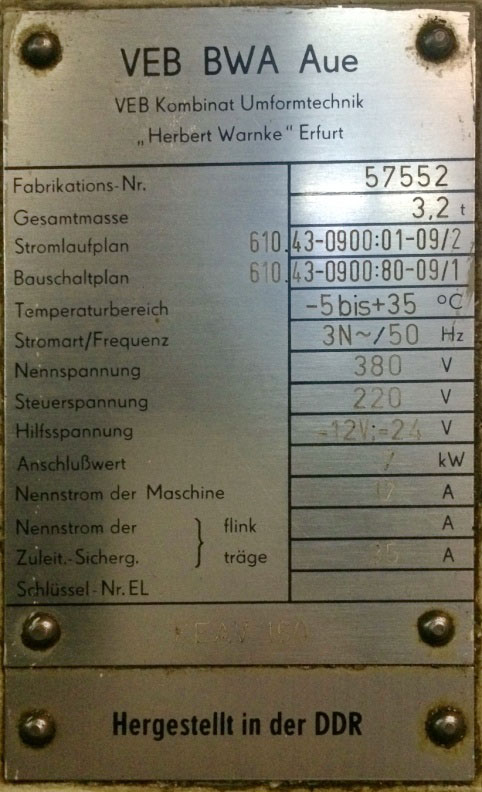 VEB BWA Aue
VEB Kombinat Umformtechnik
„Herbert Warnke" Erfurt
Fabrikations-Nr. 57552
Gesamtmasse 3,2 t
Stromlaufplan 610.43-0900:01-09/2
Bauschaltplan 610.43-0900:80-09/1
Temperaturbereich -5bis+35 °C
Stromart/Frequenz 3N~/50 Hz
Nennspannung 380 V
Steuerspannung 220 V
Hilfsspannung -12V;=24 V
Anschlußwert / kW
Nennstrom der Maschine A
Nennstrom der } flink A
Zuleit.-Sicherg. träge 35 A
Schlüssel-Nr. EL
Hergestellt in der DDR